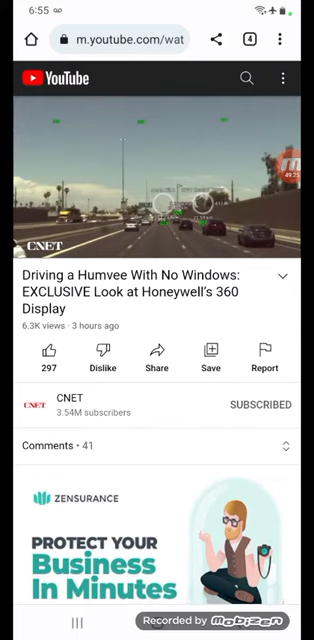 6:55
m.youtube.com/wat
4
YouTube
49:25
CNET
Driving a Humvee With No Windows:
EXCLUSIVE Look at Honeywell's 360
Display
6.3K views · 3 hours ago
297
Dislike
Share
Save
Report
CNET
CNET
3.54M subscribers
SUBSCRIBED
Comments • 41
ZENSURANCE
PROTECT YOUR
Business
In Minutes
Recorded by mobizen